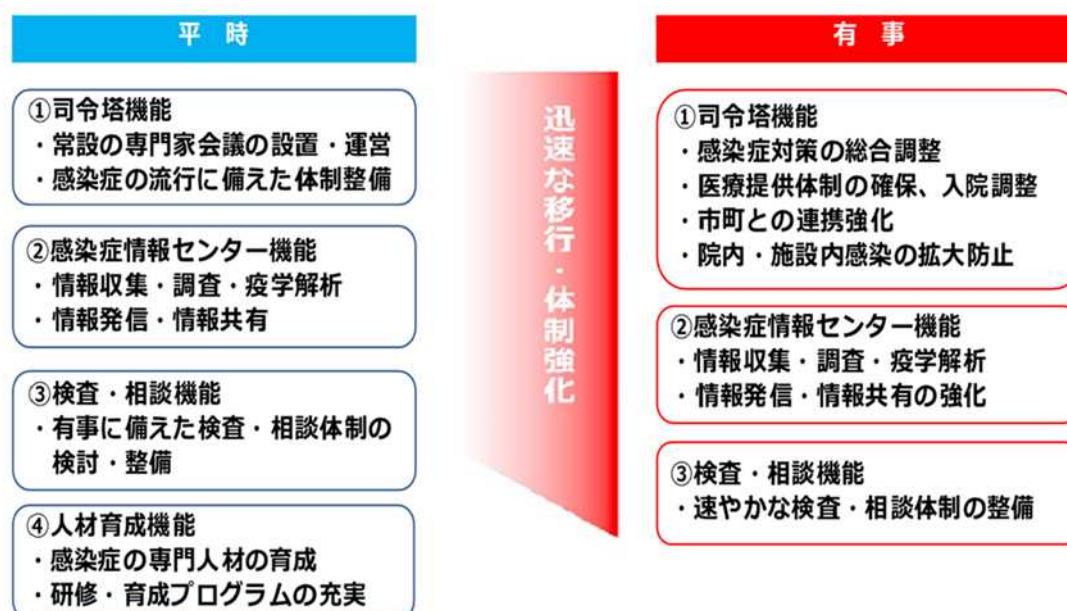 平 時
①司令塔機能
・常設の専門家会議の設置・運営
・感染症の流行に備えた体制整備
②感染症情報センター機能
・情報収集・調査・疫学解析
・情報発信・情報共有
③検査・相談機能
・有事に備えた検査・相談体制の
検討・整備
④人材育成機能
・感染症の専門人材の育成
・研修・育成プログラムの充実
迅速な移行・体制強化
有 事
①司令塔機能
・感染症対策の総合調整
・医療提供体制の確保、入院調整
・市町との連携強化
・院内・施設内感染の拡大防止
②感染症情報センター機能
・情報収集・調査・疫学解析
・情報発信・情報共有の強化
③検査・相談機能
・速やかな検査・相談体制の整備